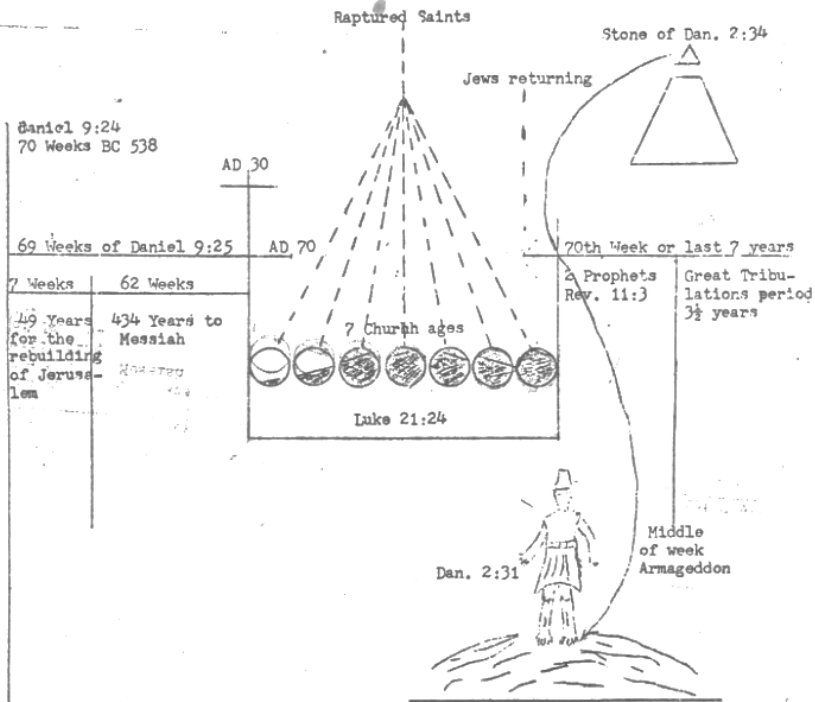 Raptured Saints
Stone of Dan. 2:34
Jews returning
Daniel 9:24
70 Weeks BC 538
AD 30
69 Weeks of Daniel 9:25
AD 70
70th Week or last 7 years
7 Weeks
62 Weeks
2 Prophets
Rev. 11:3
Great Tribu-
lations period
3½ years
49 Years
for the
rebuilding
of Jerusa-
lem
434 Years to
Messiah
7 Church ages
Luke 21:24
Dan. 2:31
Middle
of week
Armageddon